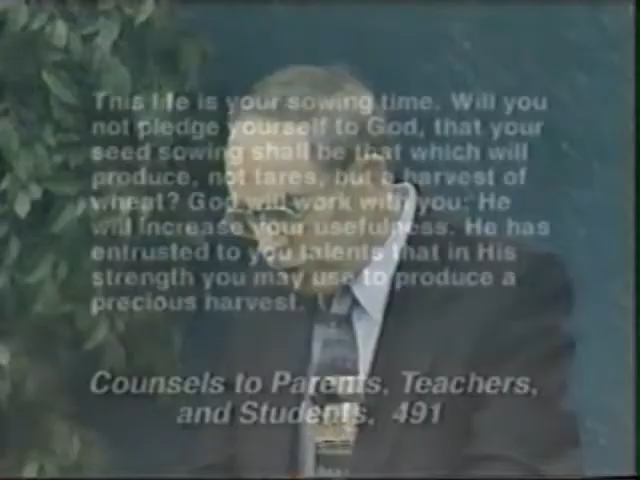 This life is your sowing time. Will you
not pledge yourself to God, that your
seed sowing shall be that which will
produce, not tares, but a harvest of
wheat? God will work with you; He
will increase your usefulness. He has
entrusted to you talents that in His
strength you may use to produce a
precious harvest.
Counsels to Parents, Teachers,
and Students, 491